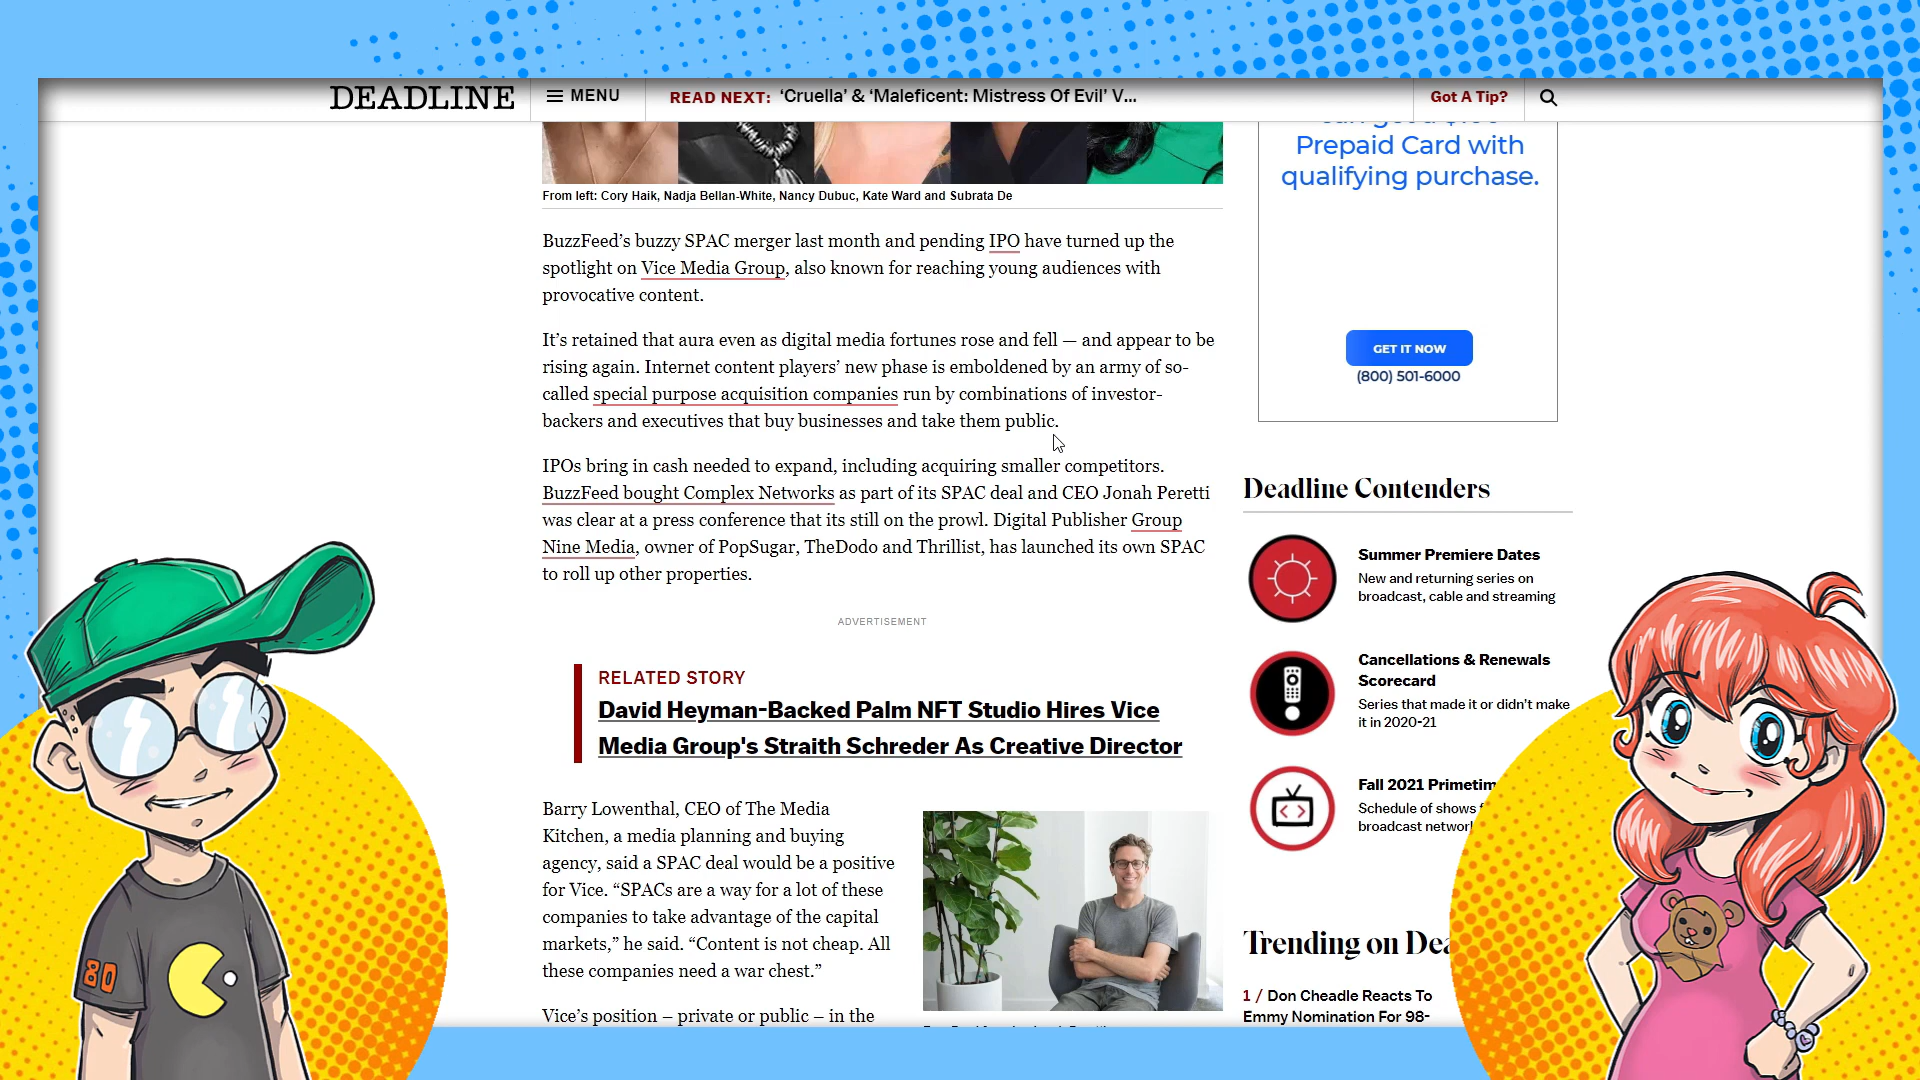 DEADLINE
MENU
READ NEXT: ‘Cruella’ & ‘Maleficent: Mistress Of Evil’ V...
Got A Tip?
From left: Cory Haik, Nadja Bellan-White, Nancy Dubuc, Kate Ward and Subrata De
BuzzFeed’s buzzy SPAC merger last month and pending IPO have turned up the
spotlight on Vice Media Group, also known for reaching young audiences with
provocative content.
It’s retained that aura even as digital media fortunes rose and fell — and appear to be
rising again. Internet content players’ new phase is emboldened by an army of so-
called special purpose acquisition companies run by combinations of investor-
backers and executives that buy businesses and take them public.
IPOs bring in cash needed to expand, including acquiring smaller competitors.
BuzzFeed bought Complex Networks as part of its SPAC deal and CEO Jonah Peretti
was clear at a press conference that its still on the prowl. Digital Publisher Group
Nine Media, owner of PopSugar, TheDodo and Thrillist, has launched its own SPAC
to roll up other properties.
ADVERTISEMENT
RELATED STORY
David Heyman-Backed Palm NFT Studio Hires Vice
Media Group's Straith Schreder As Creative Director
Barry Lowenthal, CEO of The Media
Kitchen, a media planning and buying
agency, said a SPAC deal would be a positive
for Vice. “SPACs are a way for a lot of these
companies to take advantage of the capital
markets,” he said. “Content is not cheap. All
these companies need a war chest.”
Vice’s position – private or public – in the
Prepaid Card with
qualifying purchase.
GET IT NOW
(800) 501-6000
Deadline Contenders
Summer Premiere Dates
New and returning series on
broadcast, cable and streaming
Cancellations & Renewals
Scorecard
Series that made it or didn’t make
it in 2020-21
Fall 2021
Schedule of shows
broadcast
Trending on
1 / Don Cheadle Reacts To
Emmy Nomination For 98-
80